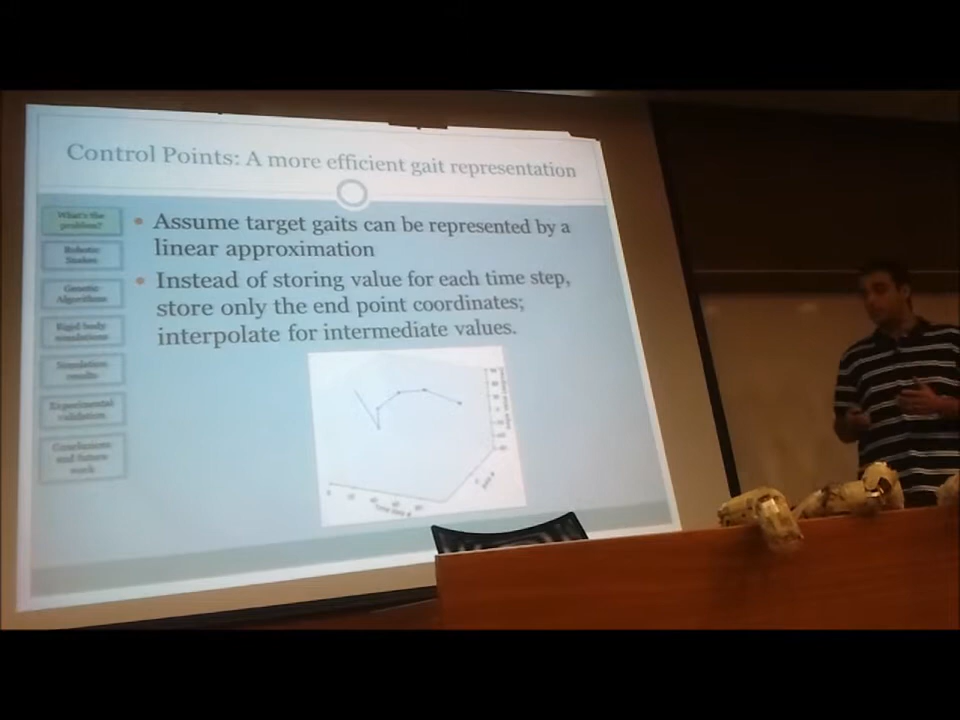 Control Points: A more efficient gait representation
What's the
problem?
Robotic
Snakes
Genetic
Algorithms
Rigid body
simulations
Simulation
results
Experimental
validation
Conclusions
and future
work
Assume target gaits can be represented by a
linear approximation
Instead of storing value for each time step,
store only the end point coordinates;
interpolate for intermediate values.